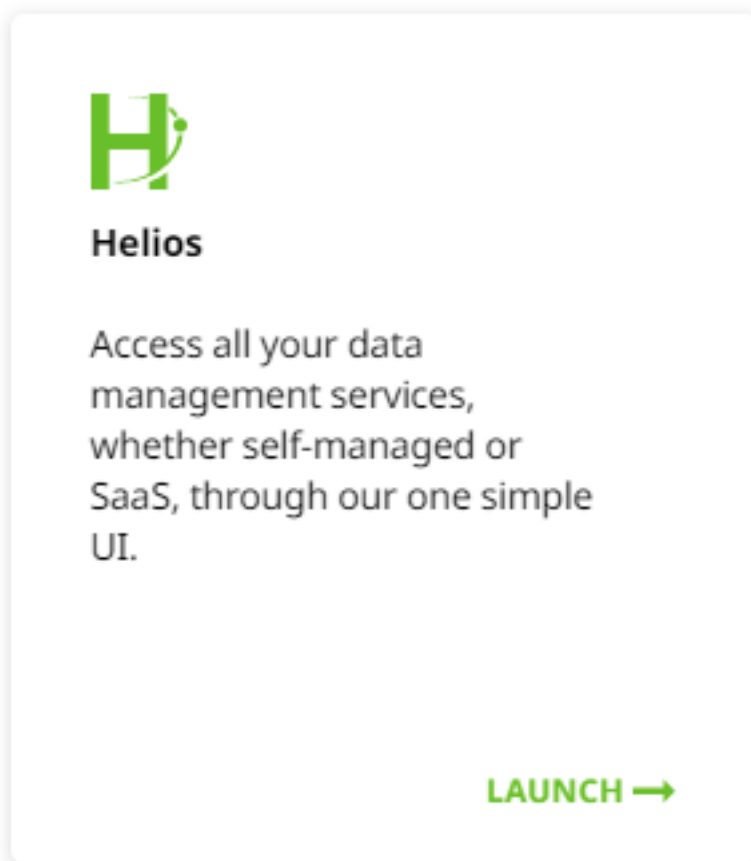 H
Helios
Access all your data
management services,
whether self-managed or
SaaS, through our one simple
UI.
LAUNCH